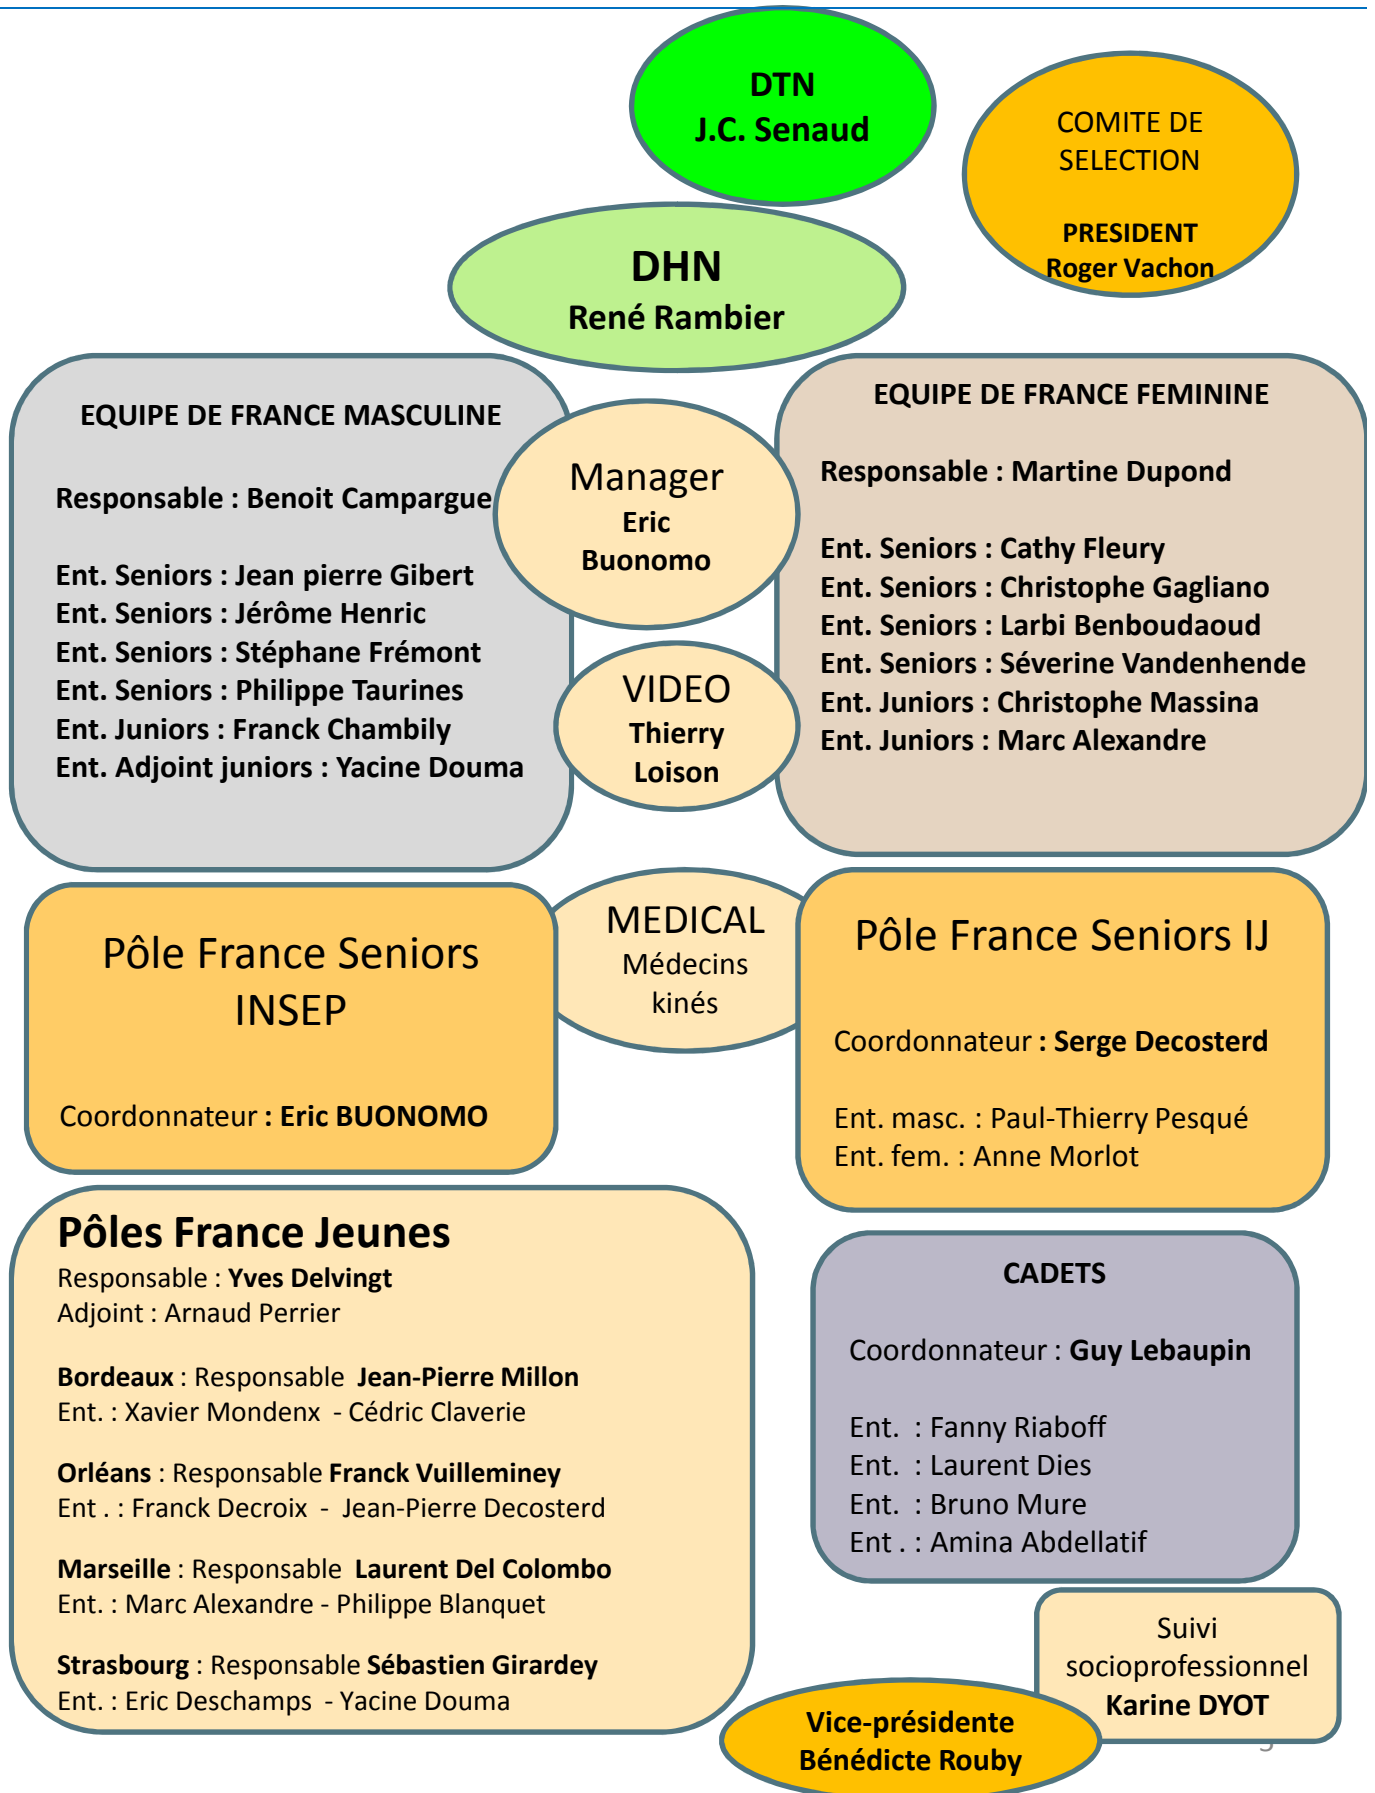 DTN
J.C. Senaud
COMITE DE
SELECTION
PRESIDENT
Roger Vachon
DHN
René Rambier
EQUIPE DE FRANCE MASCULINE
Responsable : Benoit Campargue
Ent. Seniors : Jean pierre Gibert
Ent. Seniors : Jérôme Henric
Ent. Seniors : Stéphane Frémont
Ent. Seniors : Philippe Taurines
Ent. Juniors : Franck Chambily
Ent. Adjoint juniors : Yacine Douma
Manager
Eric
Buonomo
VIDEO
Thierry
Loison
EQUIPE DE FRANCE FEMININE
Responsable : Martine Dupond
Ent. Seniors : Cathy Fleury
Ent. Seniors : Christophe Gagliano
Ent. Seniors : Larbi Benboudaoud
Ent. Seniors : Séverine Vandenhende
Ent. Juniors : Christophe Massina
Ent. Juniors : Marc Alexandre
Pôle France Seniors
INSEP
Coordonnateur : Eric BUONOMO
MEDICAL
Médecins
kinés
Pôle France Seniors IJ
Coordonnateur : Serge Decosterd
Ent. masc. : Paul-Thierry Pesqué
Ent. fem. : Anne Morlot
Pôles France Jeunes
Responsable : Yves Delvingt
Adjoint : Arnaud Perrier
Bordeaux : Responsable  Jean-Pierre Millon
Ent. : Xavier Mondenx  - Cédric Claverie
Orléans : Responsable Franck Vuilleminey
Ent . : Franck Decroix  -  Jean-Pierre Decosterd
Marseille : Responsable  Laurent Del Colombo
Ent. : Marc Alexandre - Philippe Blanquet
Strasbourg : Responsable Sébastien Girardey
Ent. : Eric Deschamps  - Yacine Douma
CADETS
Coordonnateur : Guy Lebaupin
Ent.  : Fanny Riaboff
Ent.  : Laurent Dies
Ent.  : Bruno Mure
Ent . : Amina Abdellatif
Suivi
socioprofessionnel
Karine DYOT
Vice-présidente
Bénédicte Rouby